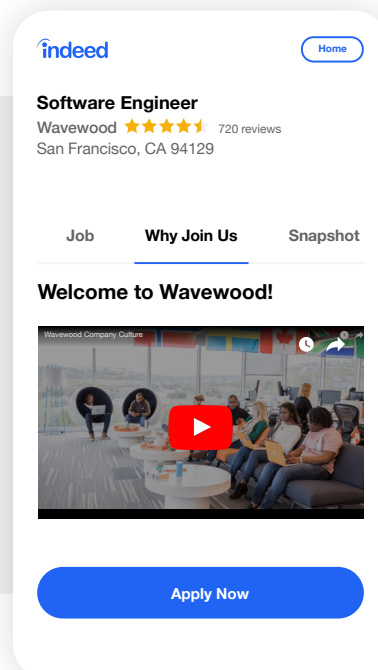 indeed
Home
Software Engineer
Wavewood 720 reviews
San Francisco, CA 94129
Job Why Join Us Snapshot
Welcome to Wavewood!
Wavewood Company Culture
Apply Now